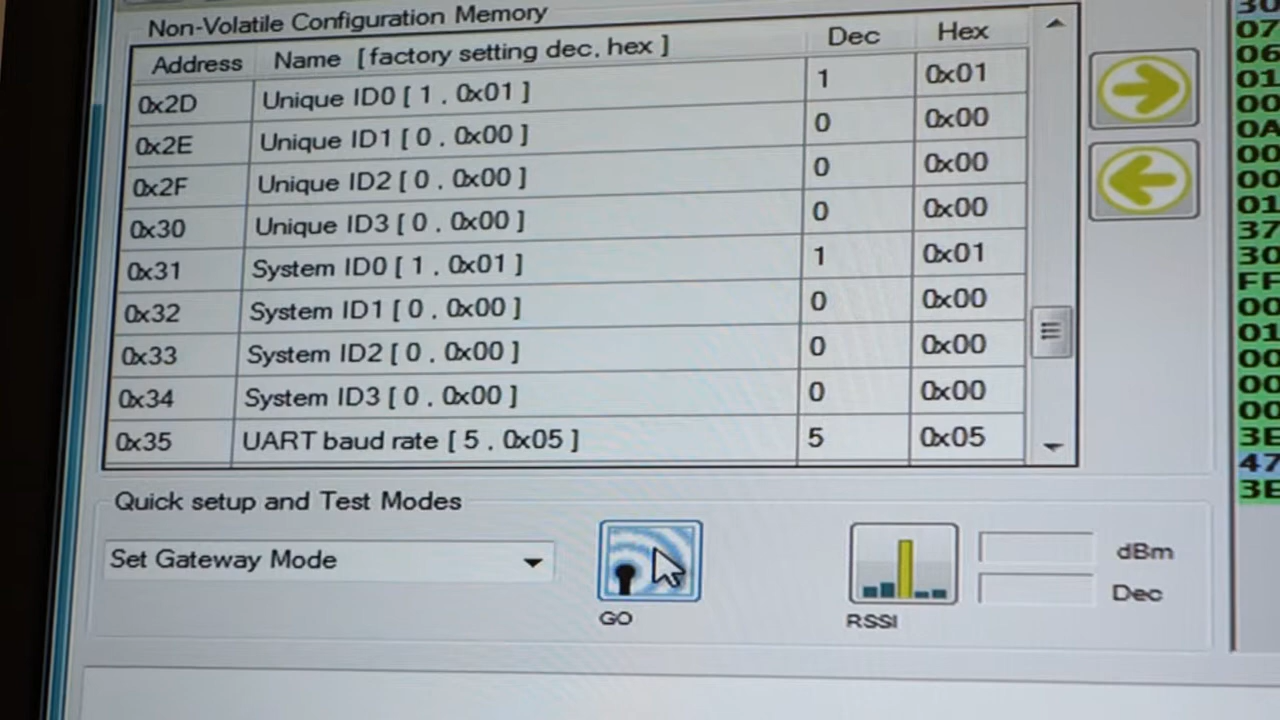 Non-Volatile Configuration Memory
Address Name [ factory setting dec, hex ] Dec Hex
0x2D Unique ID0 [ 1 , 0x01 ] 1 0x01
0x2E Unique ID1 [ 0 , 0x00 ] 0 0x00
0x2F Unique ID2 [ 0 , 0x00 ] 0 0x00
0x30 Unique ID3 [ 0 , 0x00 ] 0 0x00
0x31 System ID0 [ 1 , 0x01 ] 1 0x01
0x32 System ID1 [ 0 , 0x00 ] 0 0x00
0x33 System ID2 [ 0 , 0x00 ] 0 0x00
0x34 System ID3 [ 0 , 0x00 ] 0 0x00
0x35 UART baud rate [ 5 , 0x05 ] 5 0x05
Quick setup and Test Modes
Set Gateway Mode
GO
RSSI
dBm
Dec
30
07
06
01
00
0A
00
00
01
37
30
FF
00
01
00
00
00
3E
47
3E